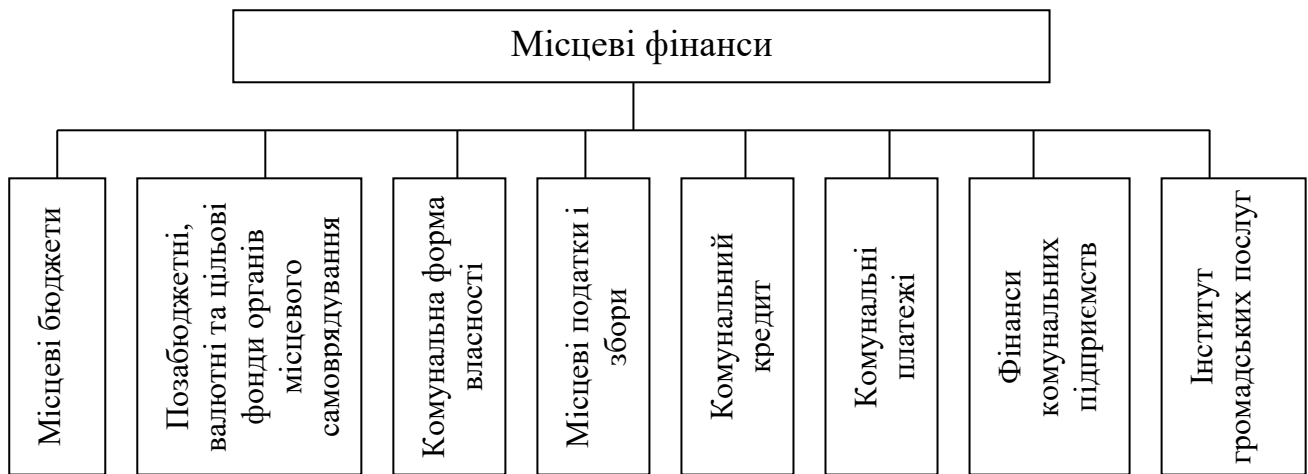 Місцеві фінанси
Місцеві бюджети
Позабюджетні,
валютні та цільові
фонди органів
місцевого
самоврядування
Комунальна форма
власності
Місцеві податки і
збори
Комунальний
кредит
Комунальні
платежі
Фінанси
комунальних
підприємств
Інститут
громадських послуг